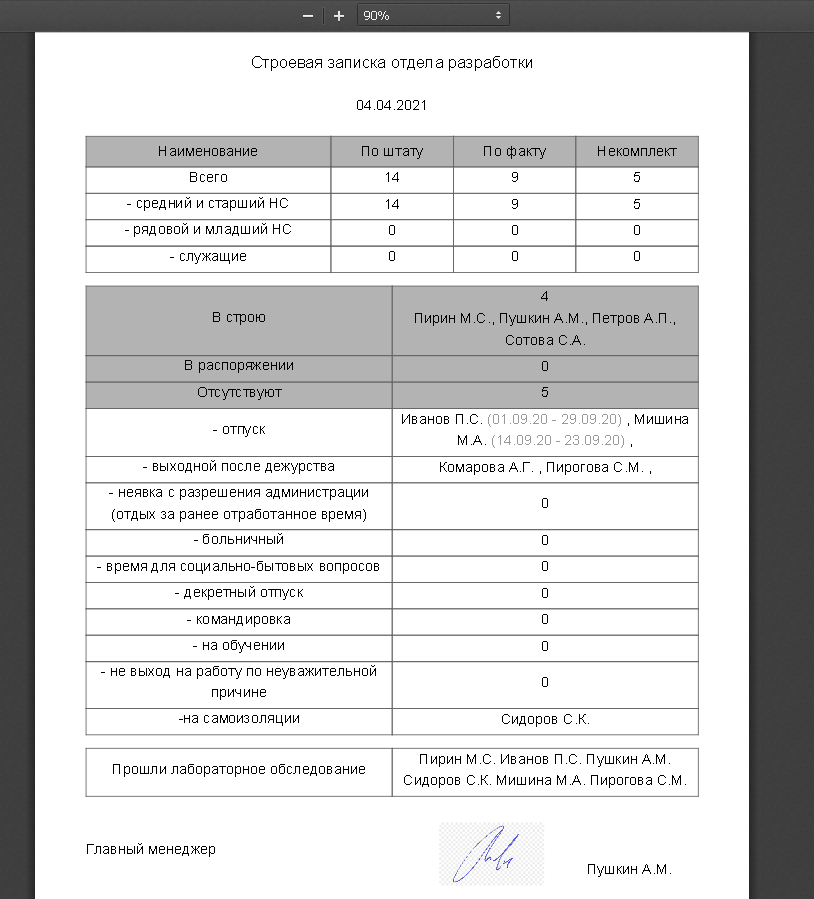 90%
Строевая записка отдела разработки
04.04.2021
Наименование По штату По факту Некомплект
Всего 14 9 5
- средний и старший НС 14 9 5
- рядовой и младший НС 0 0 0
- служащие 0 0 0
В строю
4
Пирин М.С., Пушкин А.М., Петров А.П.,
Сотова С.А.
В распоряжении 0
Отсутствуют 5
- отпуск
Иванов П.С. (01.09.20 - 29.09.20) , Мишина
М.А. (14.09.20 - 23.09.20) ,
- выходной после дежурства Комарова А.Г. , Пирогова С.М. ,
- неявка с разрешения администрации
(отдых за ранее отработанное время)
0
- больничный 0
- время для социально-бытовых вопросов 0
- декретный отпуск 0
- командировка 0
- на обучении 0
- не выход на работу по неуважительной
причине
0
-на самоизоляции Сидоров С.К.
Прошли лабораторное обследование
Пирин М.С. Иванов П.С. Пушкин А.М.
Сидоров С.К. Мишина М.А. Пирогова С.М.
Главный менеджер
Пушкин А.М.